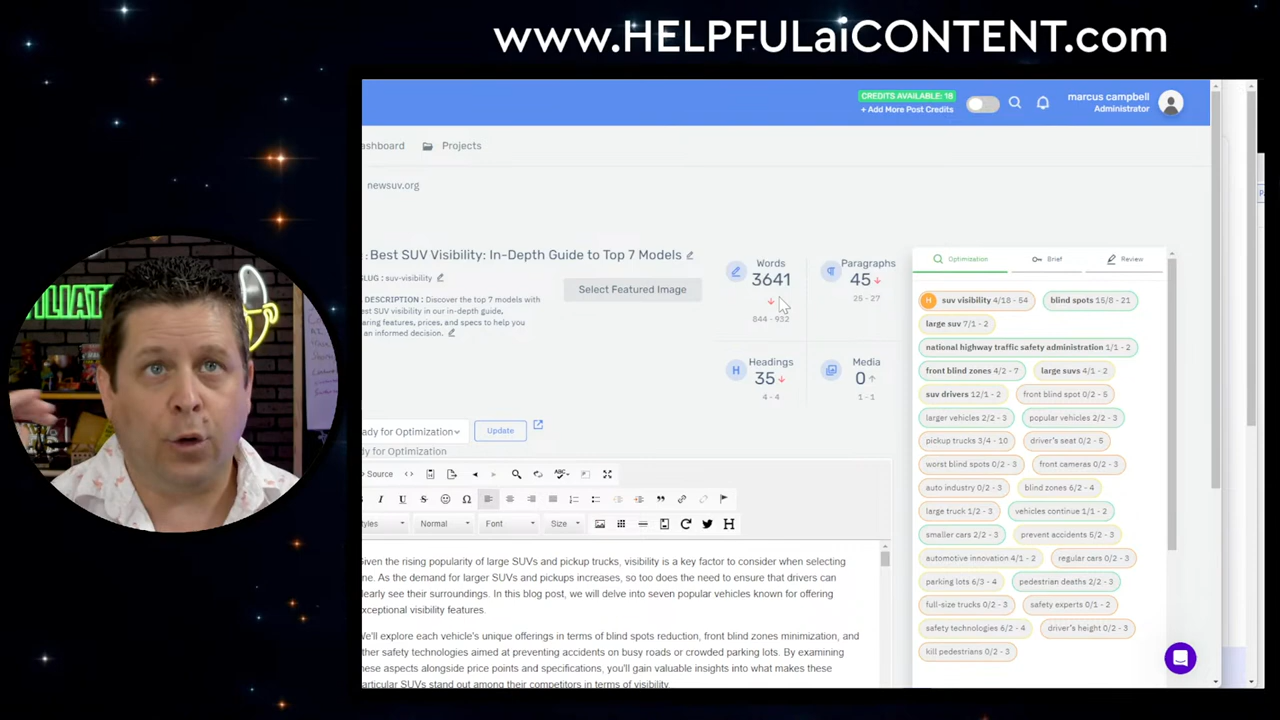 www.HELPFULaiCONTENT.com
CREDITS AVAILABLE: 18
+ Add More Post Credits
marcus campbell
Administrator
ashboard
Projects
newsuv.org
: Best SUV Visibility: In-Depth Guide to Top 7 Models
SLUG : suv-visibility
DESCRIPTION : Discover the top 7 models with
st SUV visibility in our in-depth guide,
aring features, prices, and specs to help you
an informed decision.
Select Featured Image
Words
3641
844 - 932
Paragraphs
45
25 - 27
Headings
35
4 - 4
Media
0
1 - 1
ady for Optimization
Update
dy for Optimization
Source
tyles
Normal
Font
Size
Given the rising popularity of large SUVs and pickup trucks, visibility is a key factor to consider when selecting
ne. As the demand for larger SUVs and pickups increases, so too does the need to ensure that drivers can
learly see their surroundings. In this blog post, we will delve into seven popular vehicles known for offering
xceptional visibility features.
We'll explore each vehicle's unique offerings in terms of blind spots reduction, front blind zones minimization, and
ther safety technologies aimed at preventing accidents on busy roads or crowded parking lots. By examining
hese aspects alongside price points and specifications, you'll gain valuable insights into what makes these
articular SUVs stand out among their competitors in terms of visibility.
Optimisation
Brief
Review
H
suv visibility 4/18 - 54
blind spots 15/8 - 21
large suv 7/1 - 2
national highway traffic safety administration 1/1 - 2
front blind zones 4/2 - 7
large suvs 4/1 - 2
suv drivers 12/1 - 2
front blind spot 0/2 - 5
larger vehicles 2/2 - 3
popular vehicles 2/2 - 3
pickup trucks 3/4 - 10
driver's seat 0/2 - 5
worst blind spots 0/2 - 3
front cameras 0/2 - 3
auto industry 0/2 - 3
blind zones 6/2 - 4
large truck 1/2 - 3
vehicles continue 1/1 - 2
smaller cars 2/2 - 3
prevent accidents 5/2 - 3
automotive innovation 4/1 - 2
regular cars 0/2 - 3
parking lots 6/3 - 4
pedestrian deaths 2/2 - 3
full-size trucks 0/2 - 3
safety experts 0/1 - 2
safety technologies 6/2 - 4
driver's height 0/2 - 3
kill pedestrians 0/2 - 3